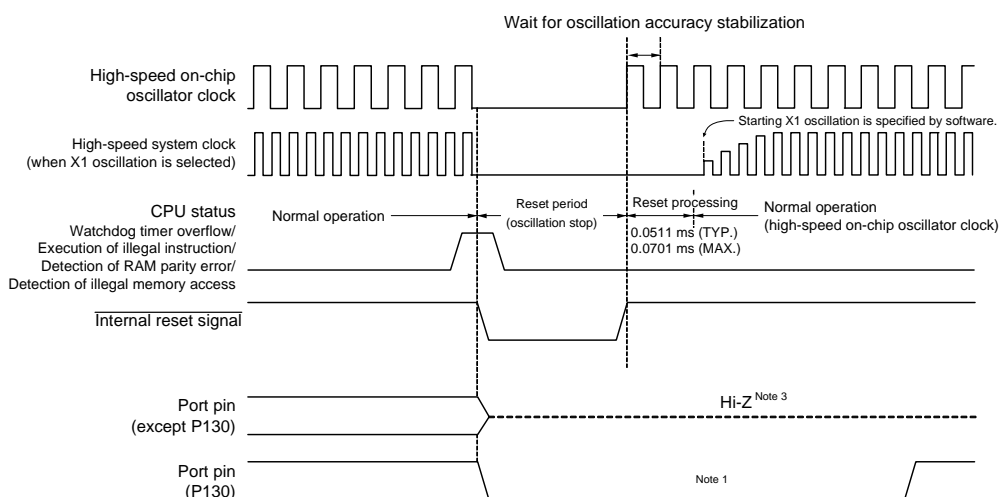 Wait for oscillation accuracy stabilization
High-speed on-chip
oscillator clock
Starting X1 oscillation is specified by software.
High-speed system clock
(when X1 oscillation is selected)
CPU status
Normal operation
Reset period
(oscillation stop)
Reset processing
0.0511 ms (TYP.)
0.0701 ms (MAX.)
Normal operation
(high-speed on-chip oscillator clock)
Watchdog timer overflow/
Execution of illegal instruction/
Detection of RAM parity error/
Detection of illegal memory access
Internal reset signal
Port pin
(except P130)
Hi-Z Note 3
Port pin
(P130)
Note 1